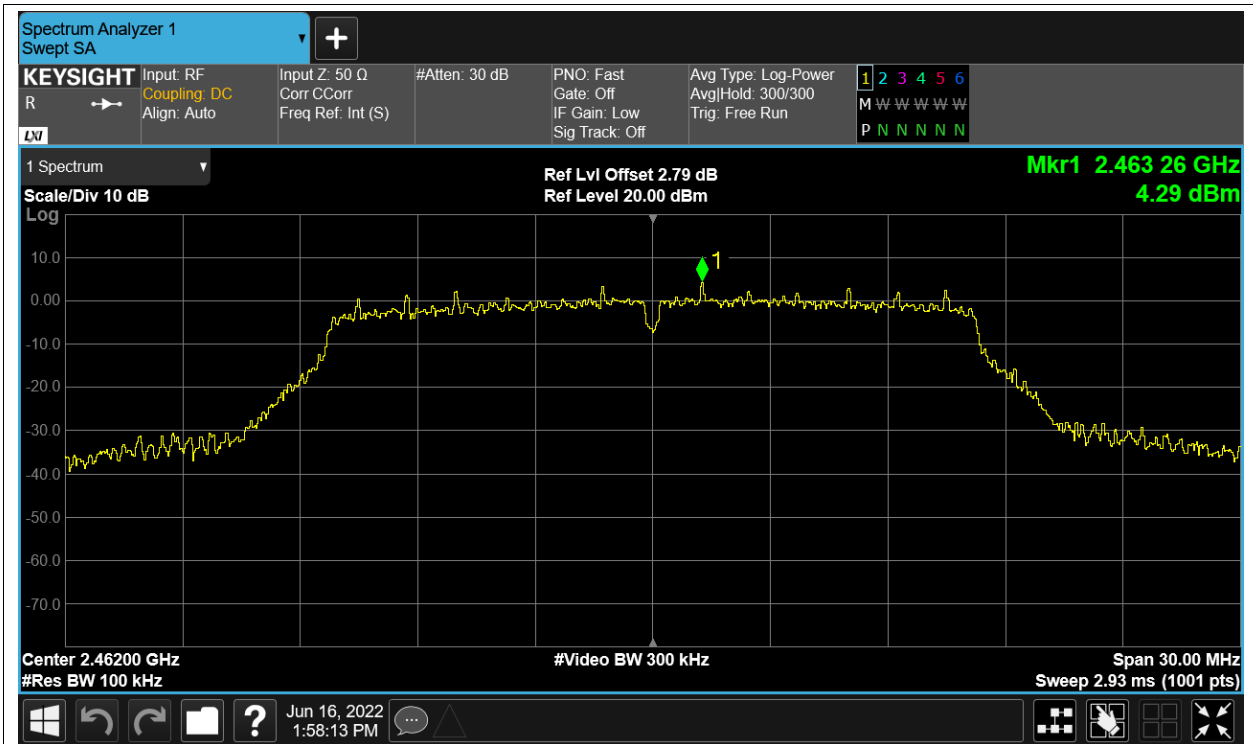 Spectrum Analyzer 1
Swept SA
KEYSIGHT
R
LXI
Input: RF
Coupling: DC
Align: Auto
Input Z: 50 Ω
Corr CCorr
Freq Ref: Int (S)
#Atten: 30 dB
PNO: Fast
Gate: Off
IF Gain: Low
Sig Track: Off
Avg Type: Log-Power
Avg|Hold: 300/300
Trig: Free Run
1 2 3 4 5 6
M W W W W W
P N N N N N
1 Spectrum
Scale/Div 10 dB
Log
Ref Lvl Offset 2.79 dB
Ref Level 20.00 dBm
Mkr1 2.463 26 GHz
4.29 dBm
1
10.0
0.00
-10.0
-20.0
-30.0
-40.0
-50.0
-60.0
-70.0
Center 2.46200 GHz
#Video BW 300 kHz
Span 30.00 MHz
#Res BW 100 kHz
Sweep 2.93 ms (1001 pts)
?
Jun 16, 2022
1:58:13 PM